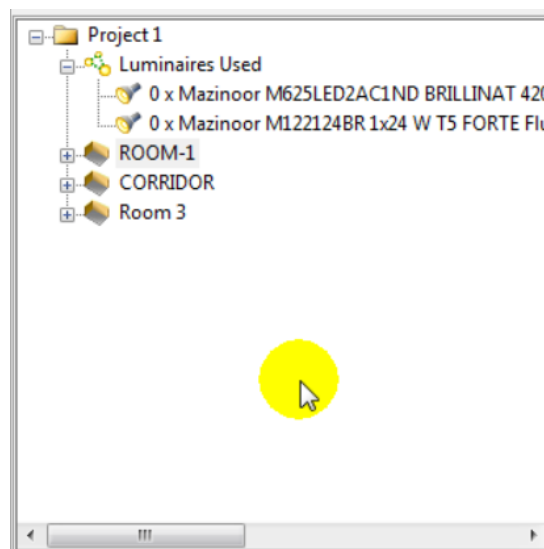 Project 1
Luminaires Used
0 x Mazinoor M625LED2AC1ND BRILLINAT 420
0 x Mazinoor M122124BR 1x24 W T5 FORTE Flu
ROOM-1
CORRIDOR
Room 3